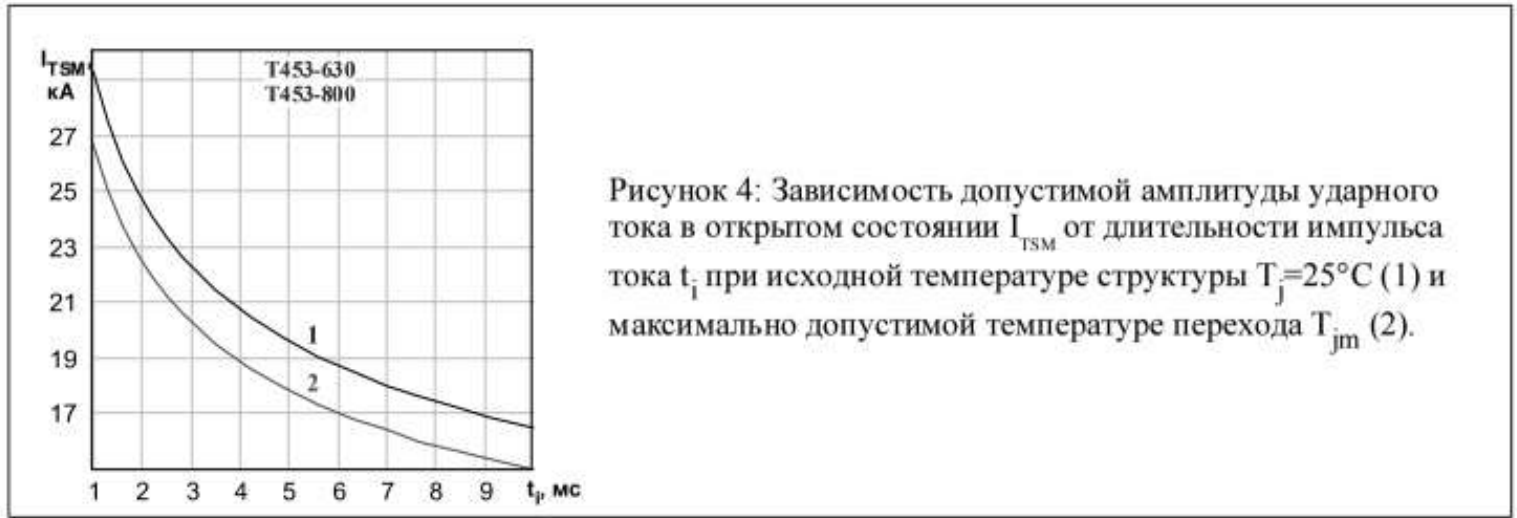 I_TSM
кА
T453-630
T453-800
27
25
23
21
19
17
1
2
1 2 3 4 5 6 7 8 9 t_i, мс
Рисунок 4: Зависимость допустимой амплитуды ударного
тока в открытом состоянии I_TSM от длительности импульса
тока t_i при исходной температуре структуры T_j=25°C (1) и
максимально допустимой температуре перехода T_jm (2).